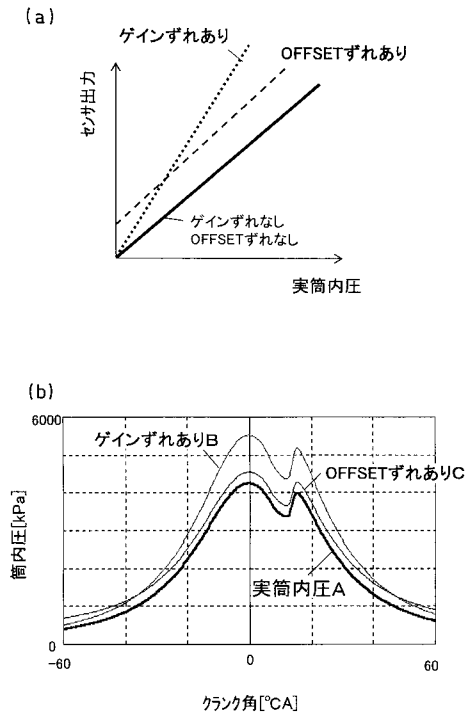 (a)
ゲインずれあり
OFFSETずれあり
センサ出力
ゲインずれなし
OFFSETずれなし
実筒内圧
(b)
6000
ゲインずれありB
OFFSETずれありC
筒内圧[kPa]
実筒内圧A
0
-60
0
60
クランク角[°CA]